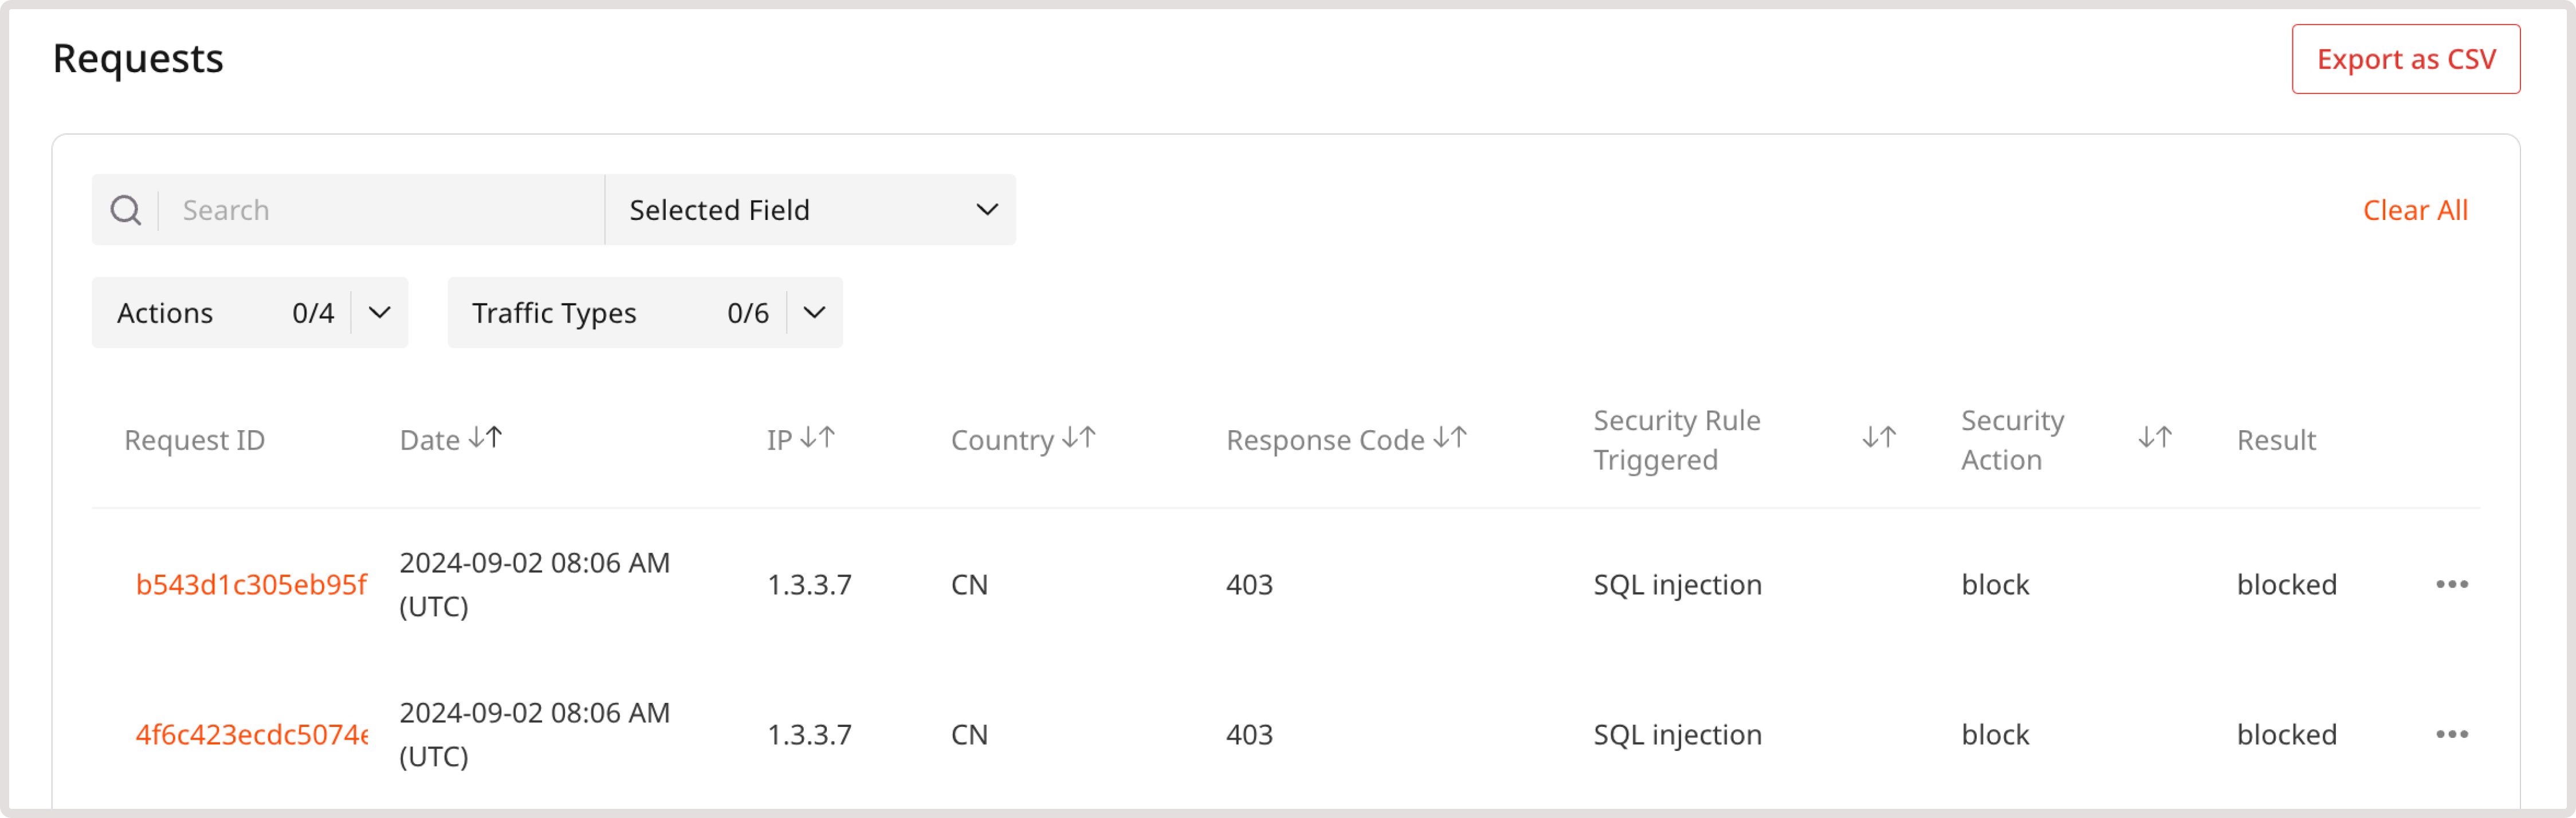 Requests
Export as CSV
Search
Selected Field
Clear All
Actions 0/4
Traffic Types 0/6
Request ID
Date
IP
Country
Response Code
Security Rule
Triggered
Security
Action
Result
b543d1c305eb95f
2024-09-02 08:06 AM
(UTC)
1.3.3.7
CN
403
SQL injection
block
blocked
4f6c423ecdc5074e
2024-09-02 08:06 AM
(UTC)
1.3.3.7
CN
403
SQL injection
block
blocked